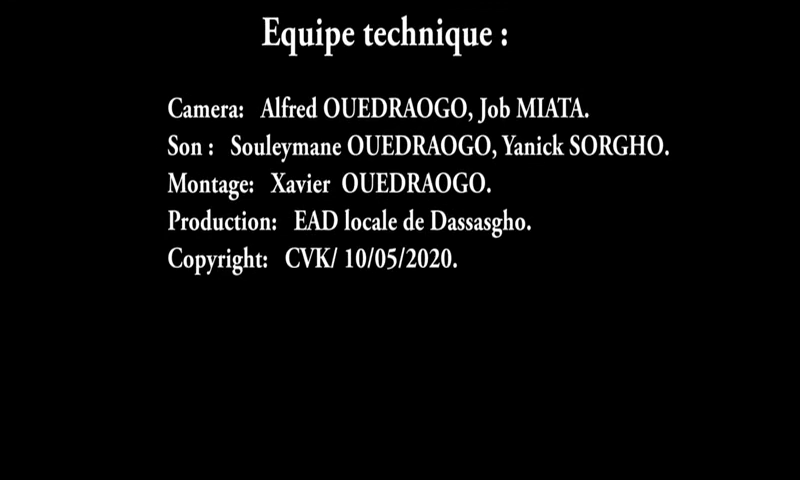 Equipe technique :
Camera: Alfred OUEDRAOGO, Job MIATA.
Son : Souleymane OUEDRAOGO, Yanick SORGHO.
Montage: Xavier OUEDRAOGO.
Production: EAD locale de Dassasgho.
Copyright: CVK/ 10/05/2020.